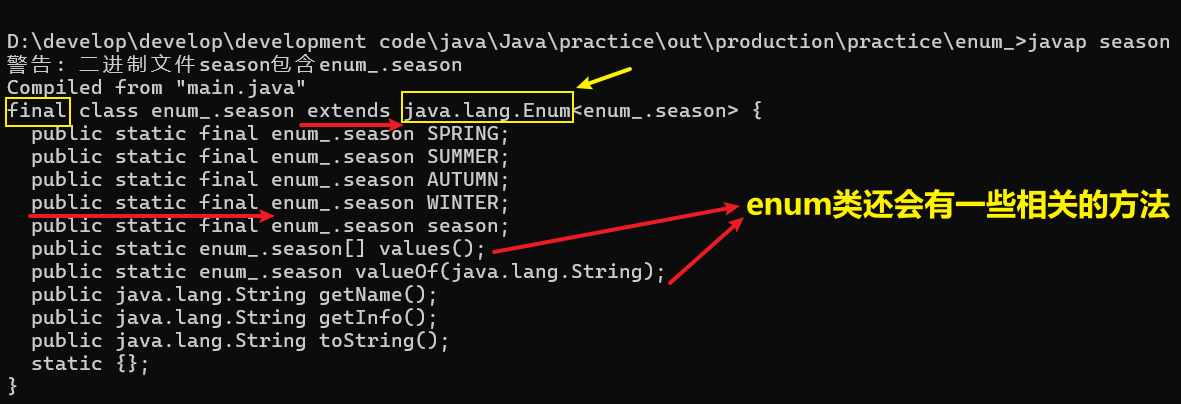 D:\develop\develop\development code\java\Java\practice\out\production\practice\enum_>javap season
警告: 二进制文件season包含enum_.season
Compiled from "main.java"
final class enum_.season extends java.lang.Enum<enum_.season> {
  public static final enum_.season SPRING;
  public static final enum_.season SUMMER;
  public static final enum_.season AUTUMN;
  public static final enum_.season WINTER;
  public static final enum_.season season;
  public static enum_.season[] values();
  public static enum_.season valueOf(java.lang.String);
  public java.lang.String getName();
  public java.lang.String getInfo();
  public java.lang.String toString();
  static {};
}
enum类还会有一些相关的方法